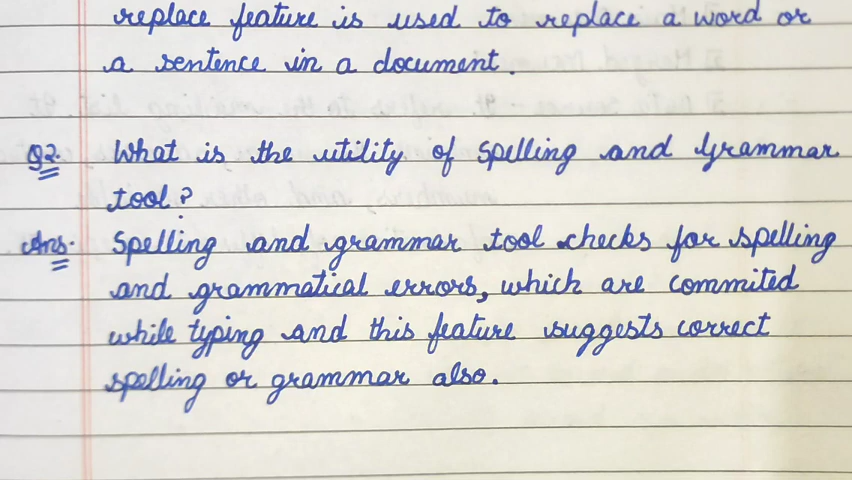 replace feature is used to replace a word or
a sentence in a document.
Q2. What is the utility of Spelling and Grammar
tool?
Ans. Spelling and grammar tool checks for spelling
and grammatical errors, which are commited
while typing and this feature suggests correct
spelling or grammar also.